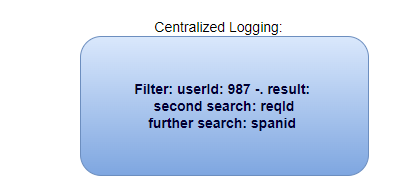 Centralized Logging:
Filter: userId: 987 -. result:
second search: reqId
further search: spanid